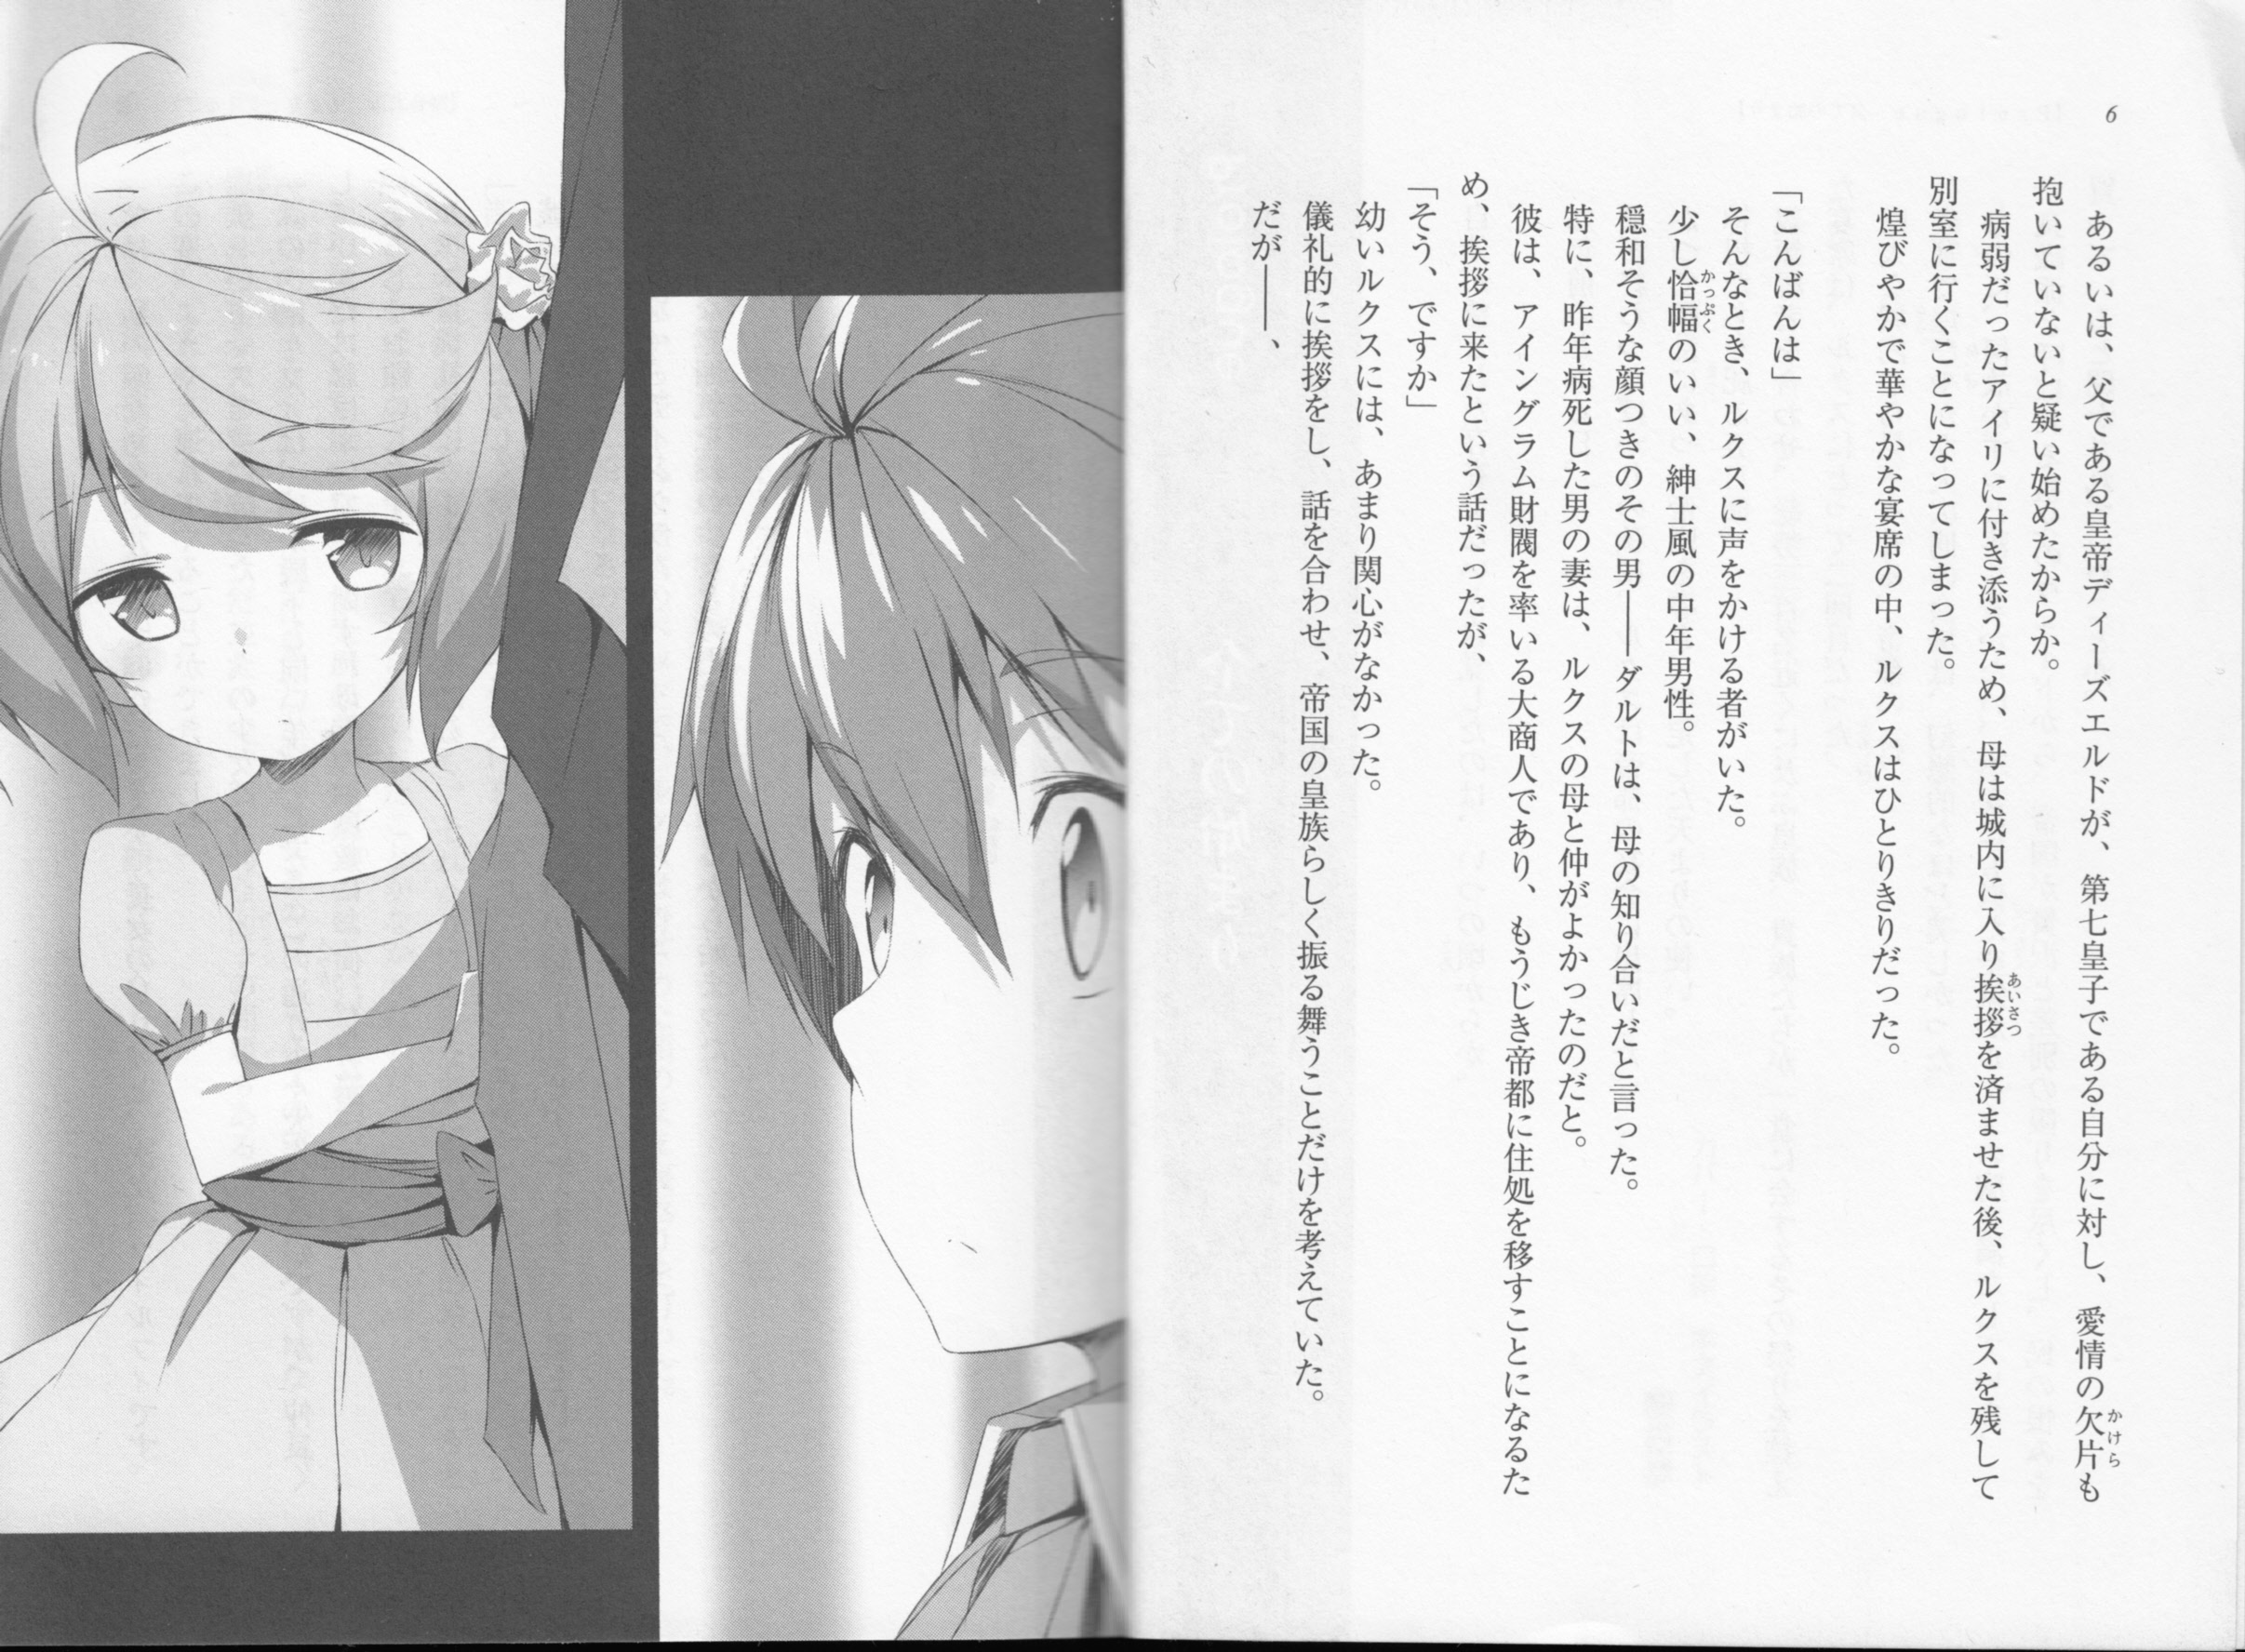 6
あるいは、父である皇帝ディーズエルドが、第七皇子である自分に対し、愛情の欠片も
かけら
抱いていないと疑い始めたからか。
病弱だったアイリに付き添うため、母は城内に入り挨拶を済ませた後、ルクスを残して
あいさつ
別室に行くことになってしまった。
煌びやかで華やかな宴席の中、ルクスはひとりきりだった。
「こんばんは」
そんなとき、ルクスに声をかける者がいた。
少し恰幅のいい、紳士風の中年男性。
かっぷく
穏和そうな顔つきのその男――ダルトは、母の知り合いだと言った。
特に、昨年病死した男の妻は、ルクスの母と仲がよかったのだと。
彼は、アイングラム財閥を率いる大商人であり、もうじき帝都に住処を移すことになるた
め、挨拶に来たという話だったが、
「そう、ですか」
幼いルクスには、あまり関心がなかった。
儀礼的に挨拶をし、話を合わせ、帝国の皇族らしく振る舞うことだけを考えていた。
だが――、